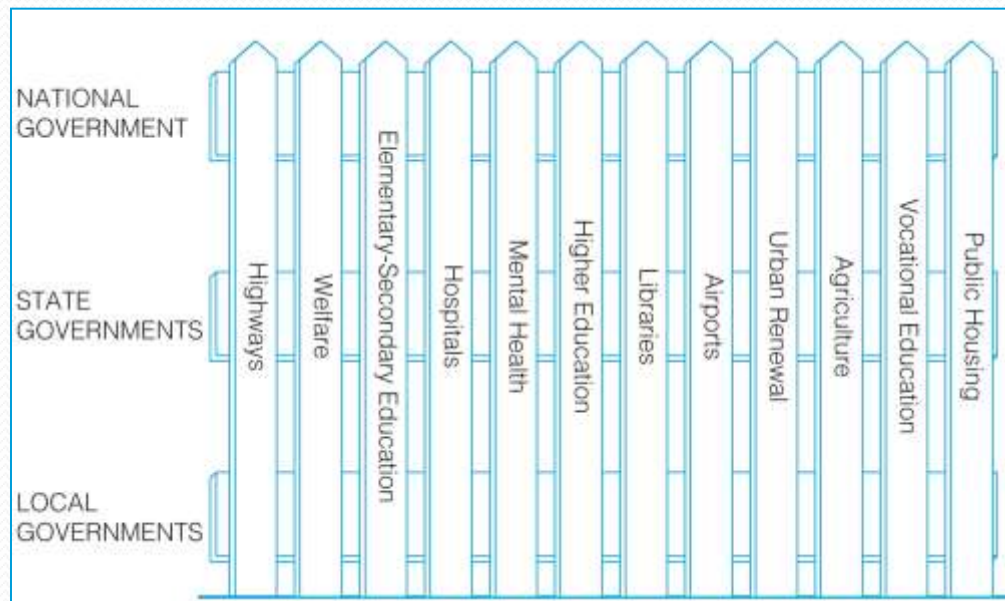 NATIONAL
GOVERNMENT
STATE
GOVERNMENTS
LOCAL
GOVERNMENTS
Highways
Welfare
Elementary-Secondary Education
Hospitals
Mental Health
Higher Education
Libraries
Airports
Urban Renewal
Agriculture
Vocational Education
Public Housing